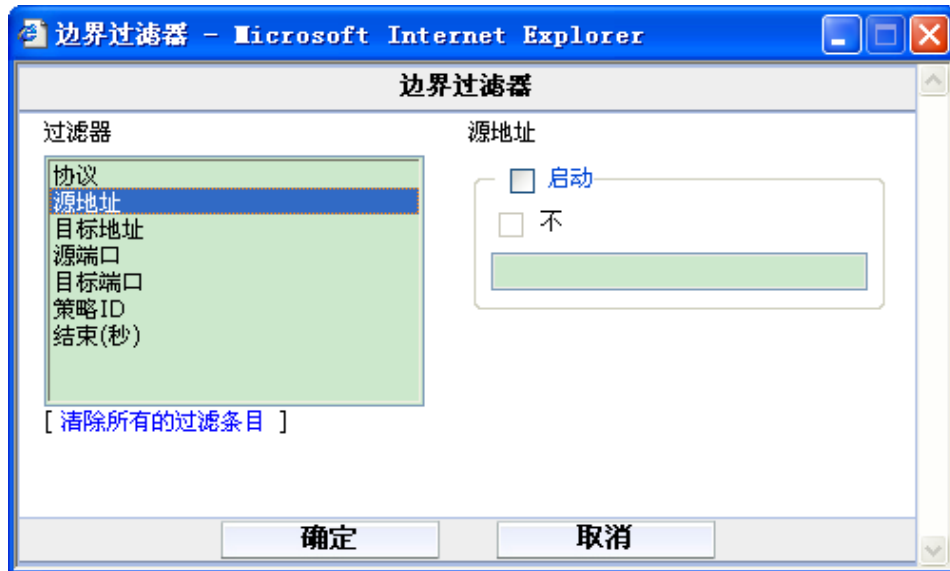 边界过滤器 - Microsoft Internet Explorer
边界过滤器
过滤器
协议
源地址
目标地址
源端口
目标端口
策略ID
结束(秒)
[ 清除所有的过滤条目 ]
源地址
启动
不
确定
取消